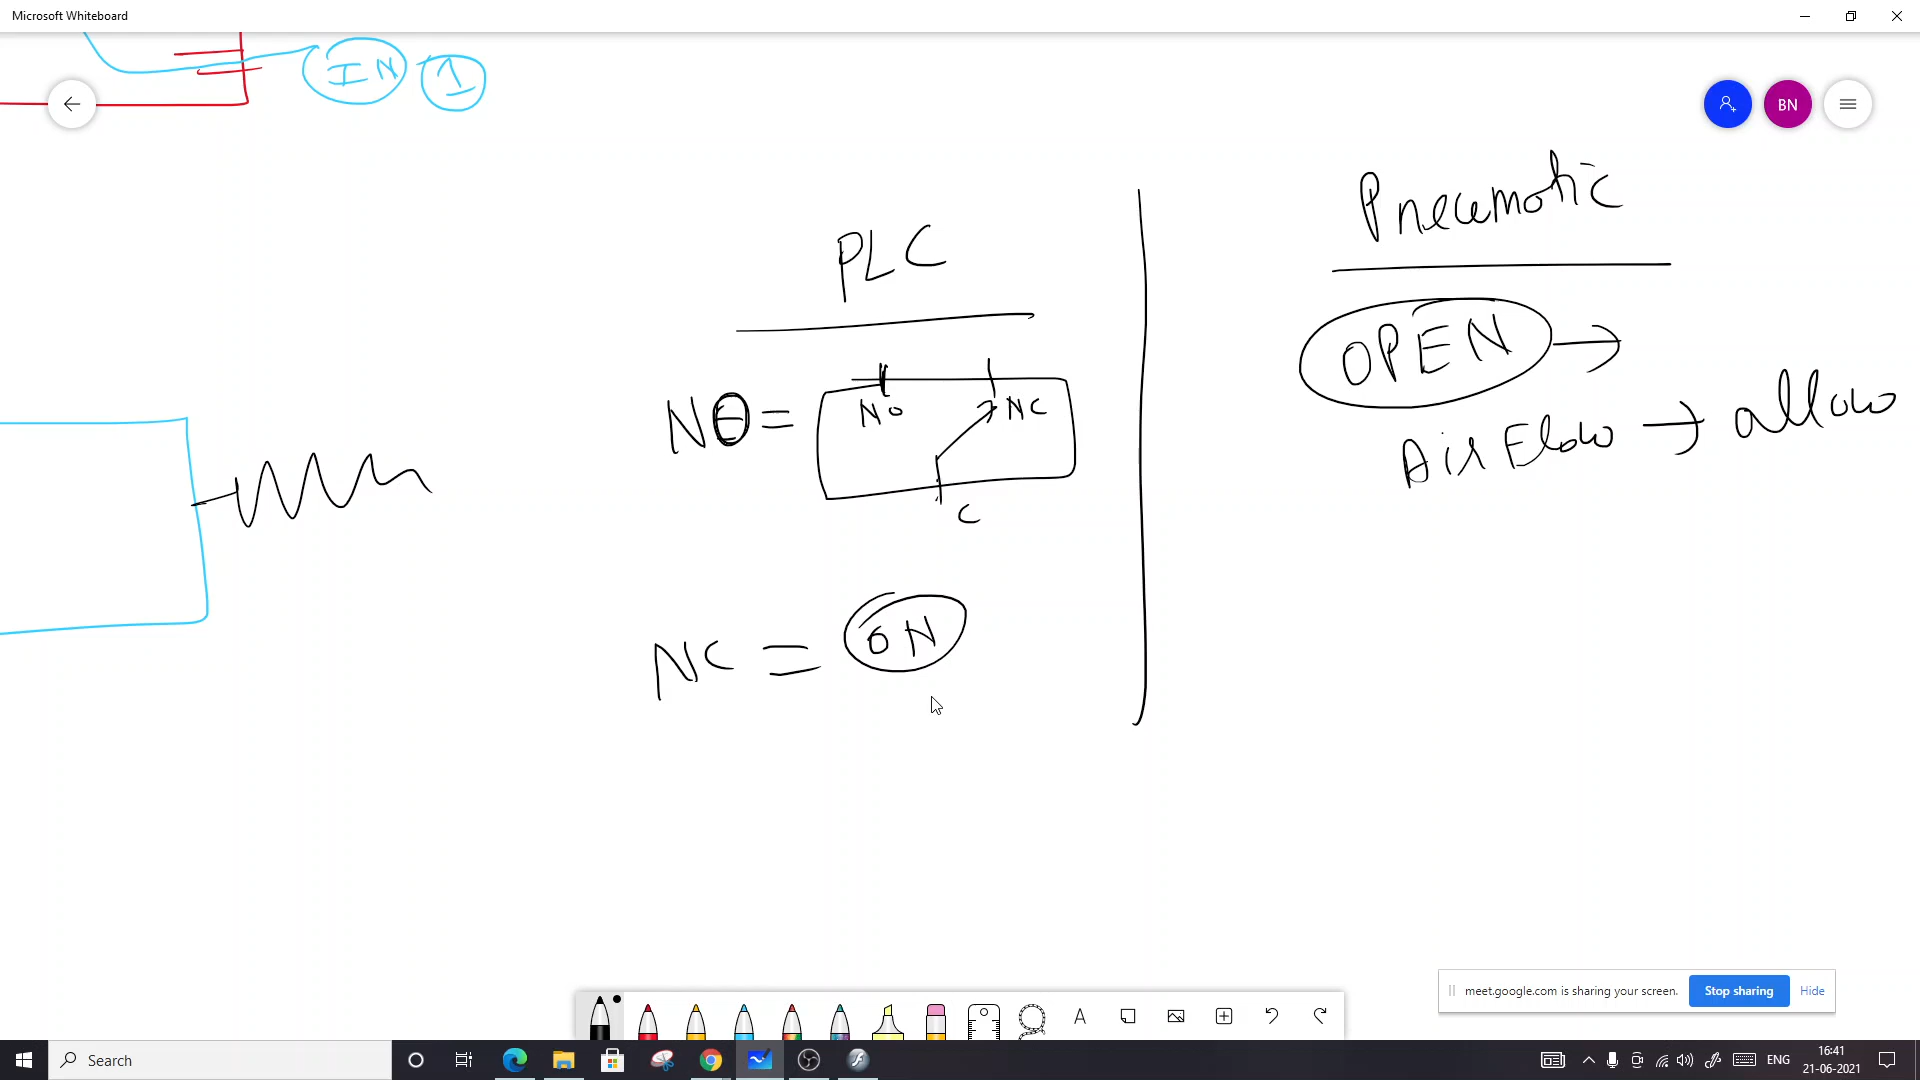 Microsoft Whiteboard
IN 1
BN
PLC
NO =
NO
NC
C
NC = ON
Pneumatic
OPEN →
Air Flow → allow
meet.google.com is sharing your screen.
Stop sharing
Hide
Search
ENG
16:41
21-06-2021